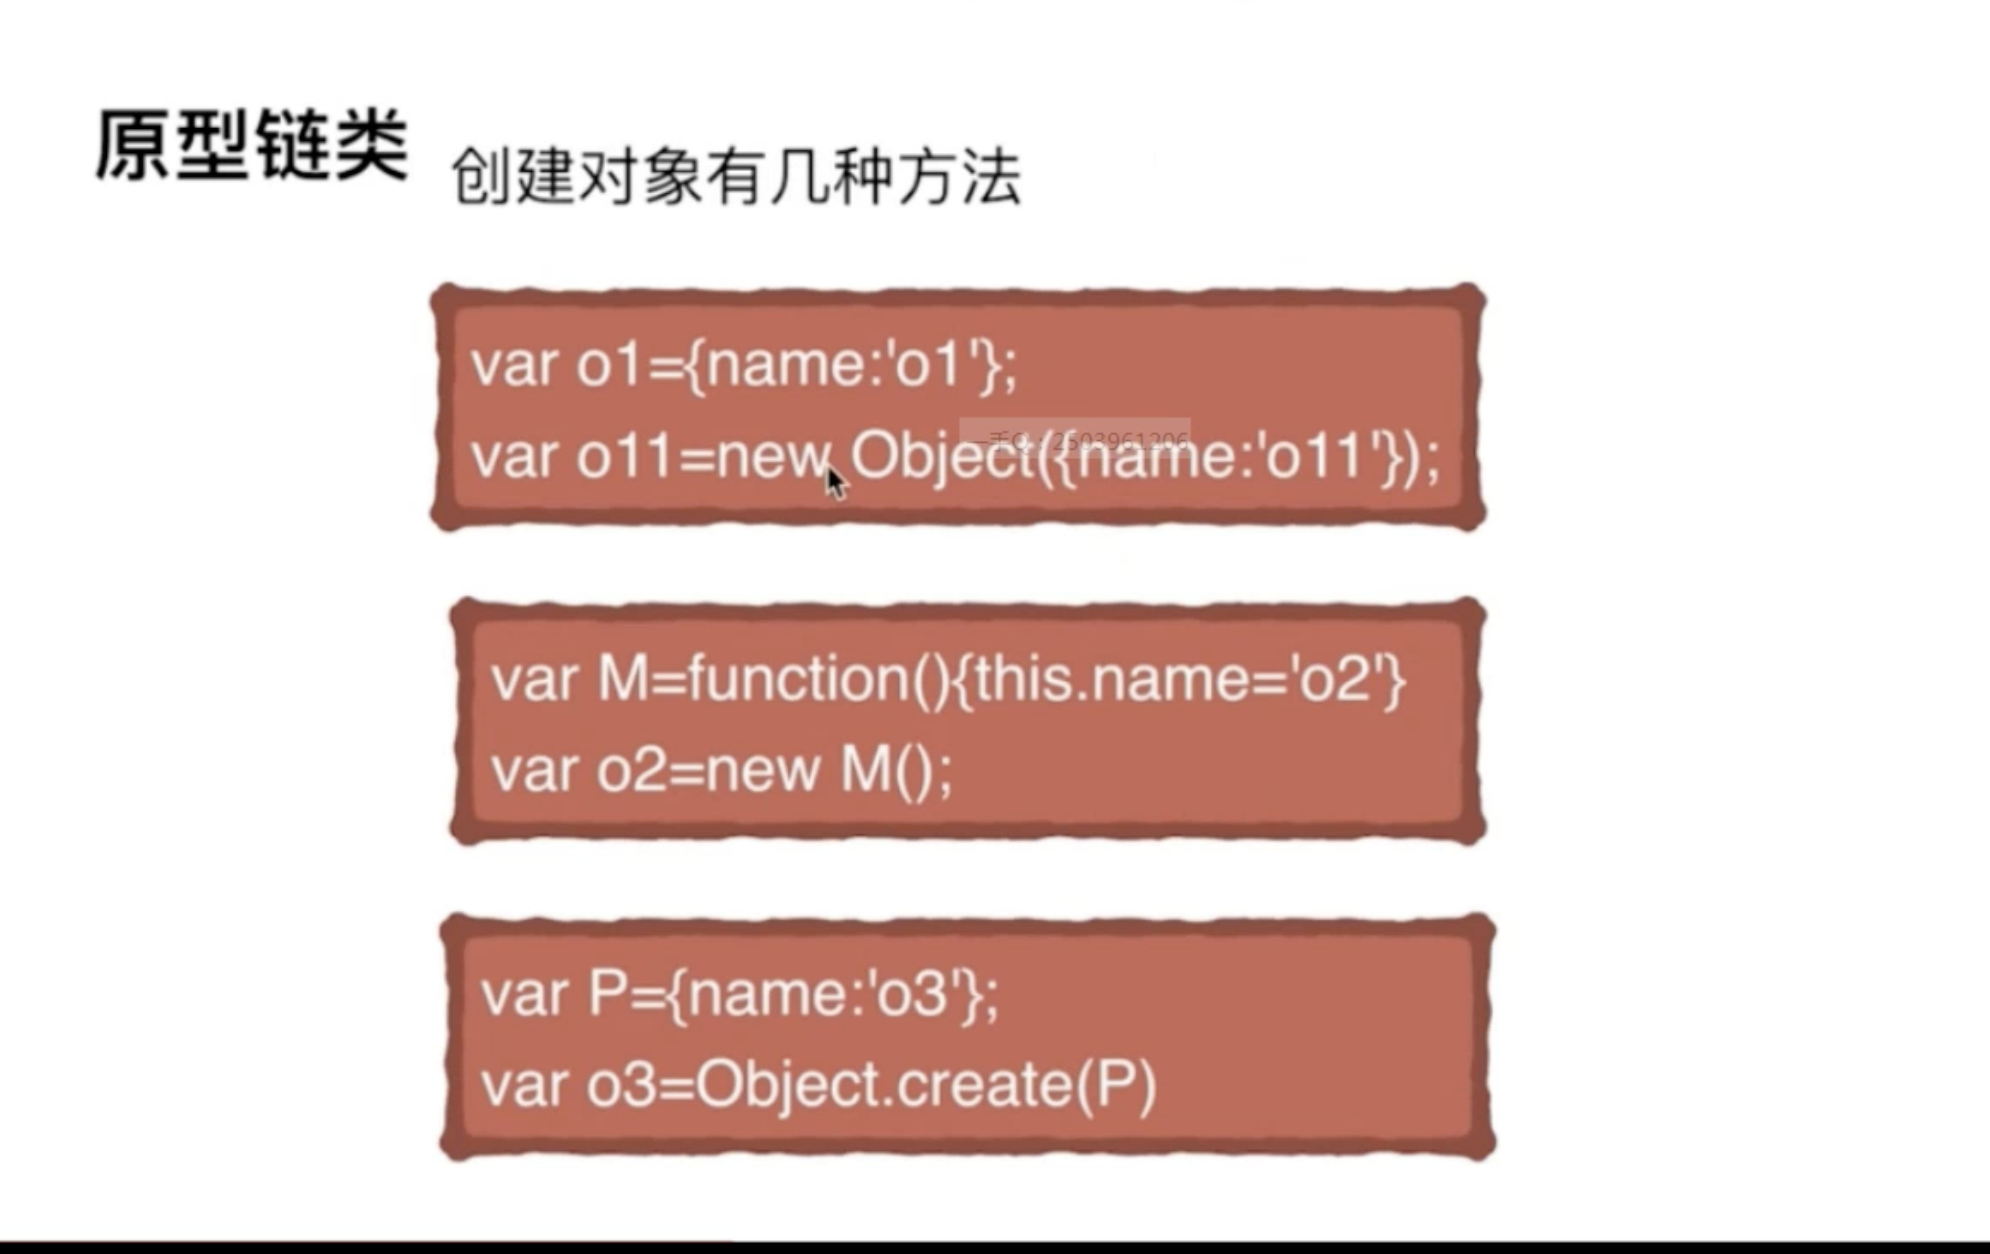 原型链类 创建对象有几种方法
var o1={name:'o1'};
var o11=new Object({name:'o11'});
一手Q：2503961206
var M=function(){this.name='o2'}
var o2=new M();
var P={name:'o3'};
var o3=Object.create(P)